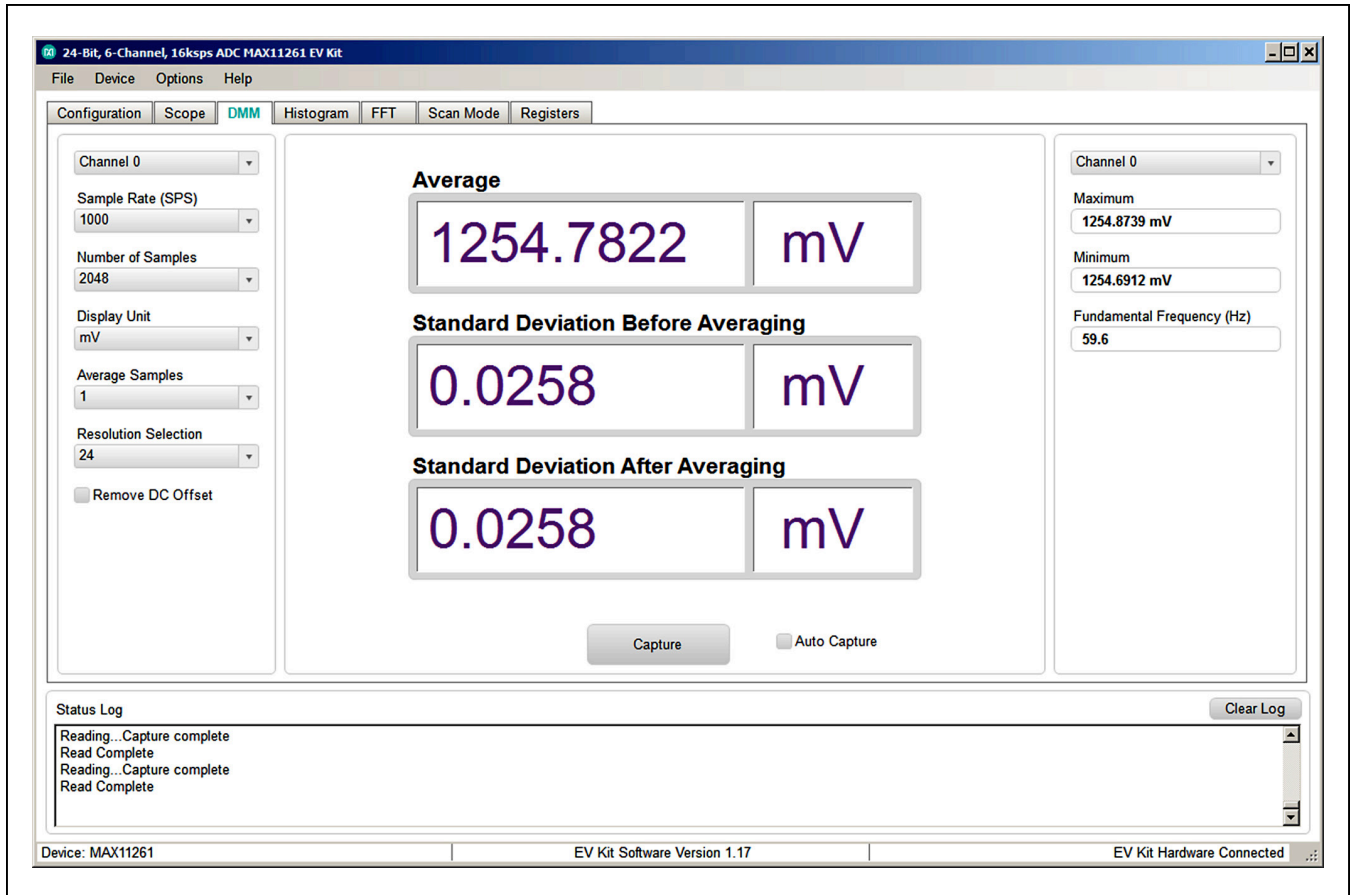 24-Bit, 6-Channel, 16ksps ADC MAX11261 EV Kit
File Device Options Help
Configuration Scope DMM Histogram FFT Scan Mode Registers
Channel 0
Sample Rate (SPS)
1000
Number of Samples
2048
Display Unit
mV
Average Samples
1
Resolution Selection
24
Remove DC Offset
Average
1254.7822 mV
Standard Deviation Before Averaging
0.0258 mV
Standard Deviation After Averaging
0.0258 mV
Capture Auto Capture
Channel 0
Maximum
1254.8739 mV
Minimum
1254.6912 mV
Fundamental Frequency (Hz)
59.6
Status Log Clear Log
Reading...Capture complete
Read Complete
Reading...Capture complete
Read Complete
Device: MAX11261 EV Kit Software Version 1.17 EV Kit Hardware Connected